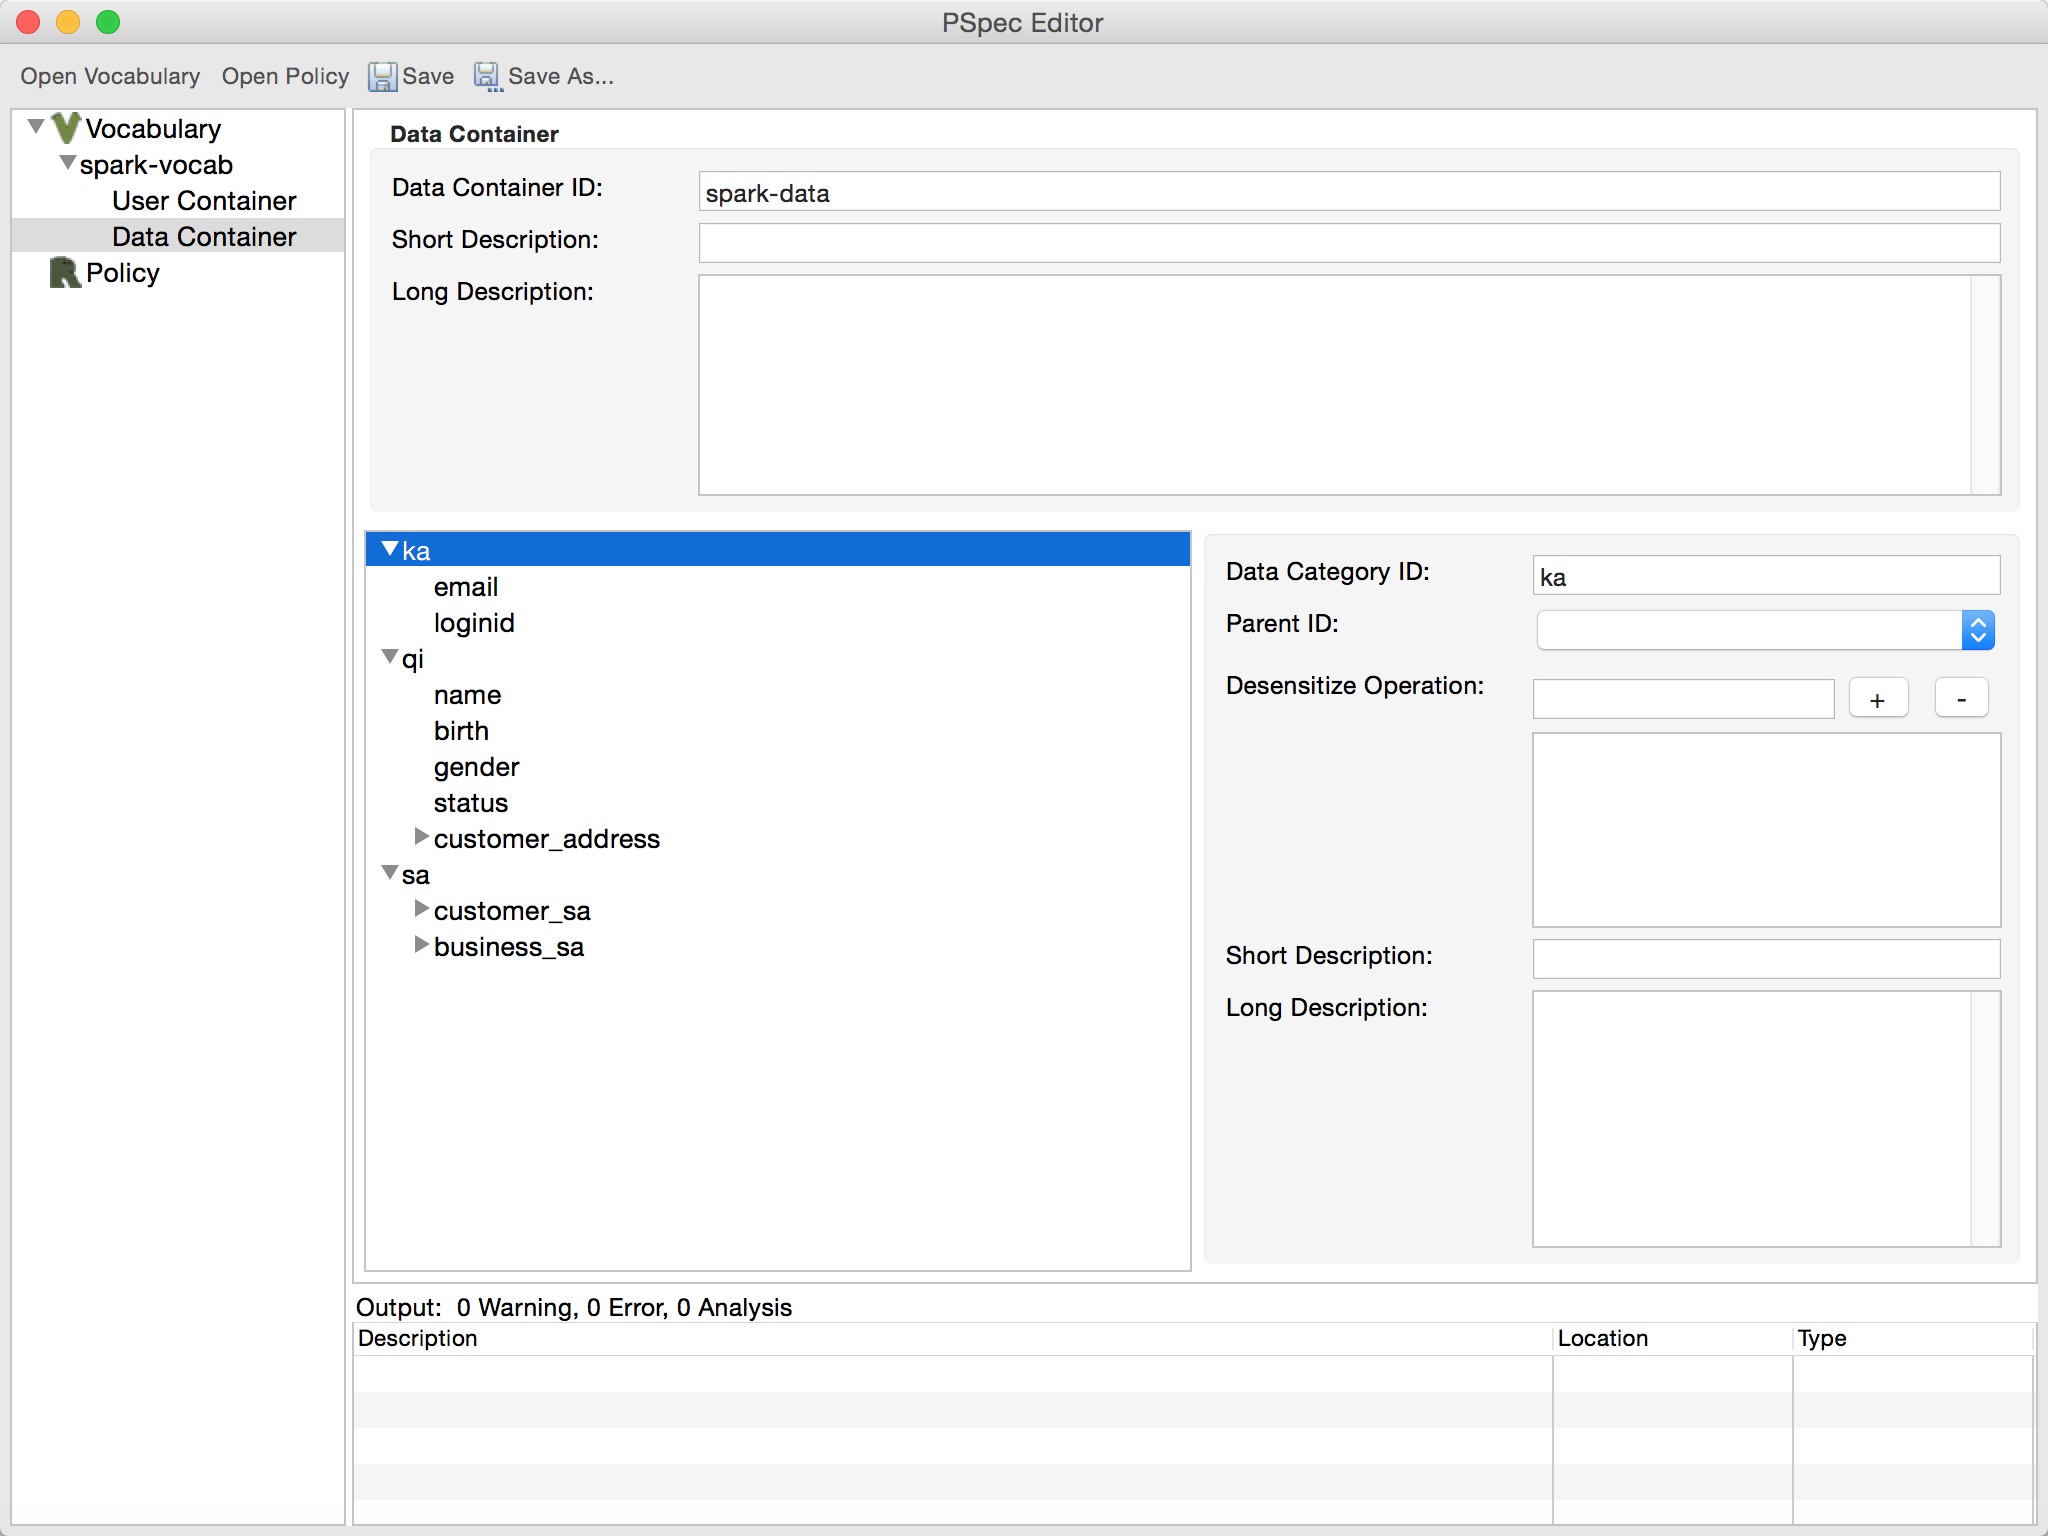 PSpec Editor
Open Vocabulary Open Policy Save Save As...
Vocabulary
spark-vocab
User Container
Data Container
Policy
Data Container
Data Container ID: spark-data
Short Description:
Long Description:
ka
email
loginid
qi
name
birth
gender
status
customer_address
sa
customer_sa
business_sa
Data Category ID: ka
Parent ID:
Desensitize Operation: + -
Short Description:
Long Description:
Output: 0 Warning, 0 Error, 0 Analysis
Description Location Type